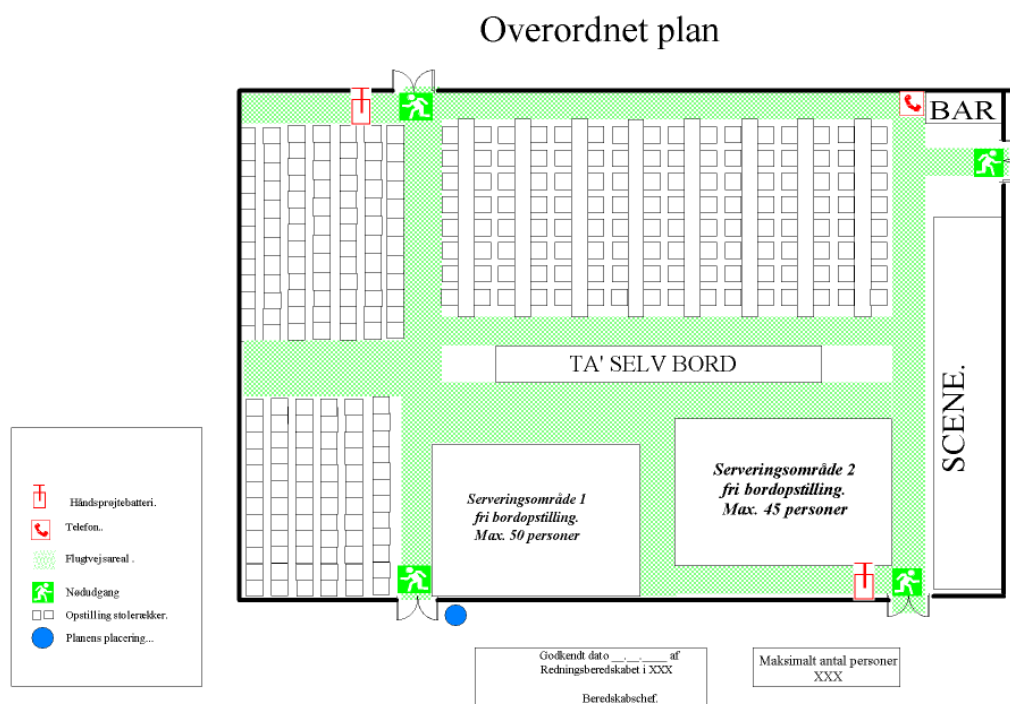 Overordnet plan
BAR
TA' SELV BORD
SCENE.
Serveringsområde 1
fri bordopstilling.
Max. 50 personer
Serveringsområde 2
fri bordopstilling.
Max. 45 personer
Håndsprøjtebatteri.
Telefon..
Flugtvejsareal .
Nødudgang
Opstilling stolerækker.
Planens placering...
Godkendt dato __.__.____ af
Redningsberedskabet i XXX
Beredskabschef.
Maksimalt antal personer
XXX